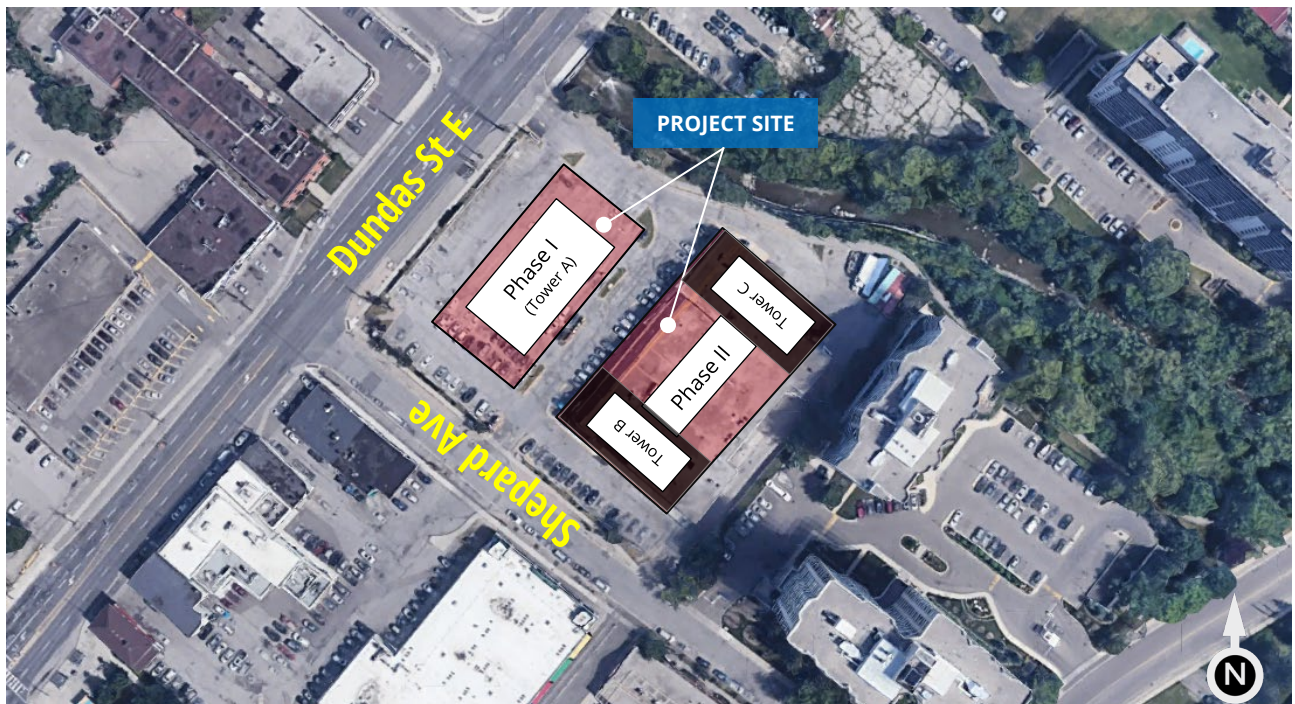 PROJECT SITE
Dundas St E
Phase I
(Tower A)
Tower C
Phase II
Tower B
Shepard Ave
N